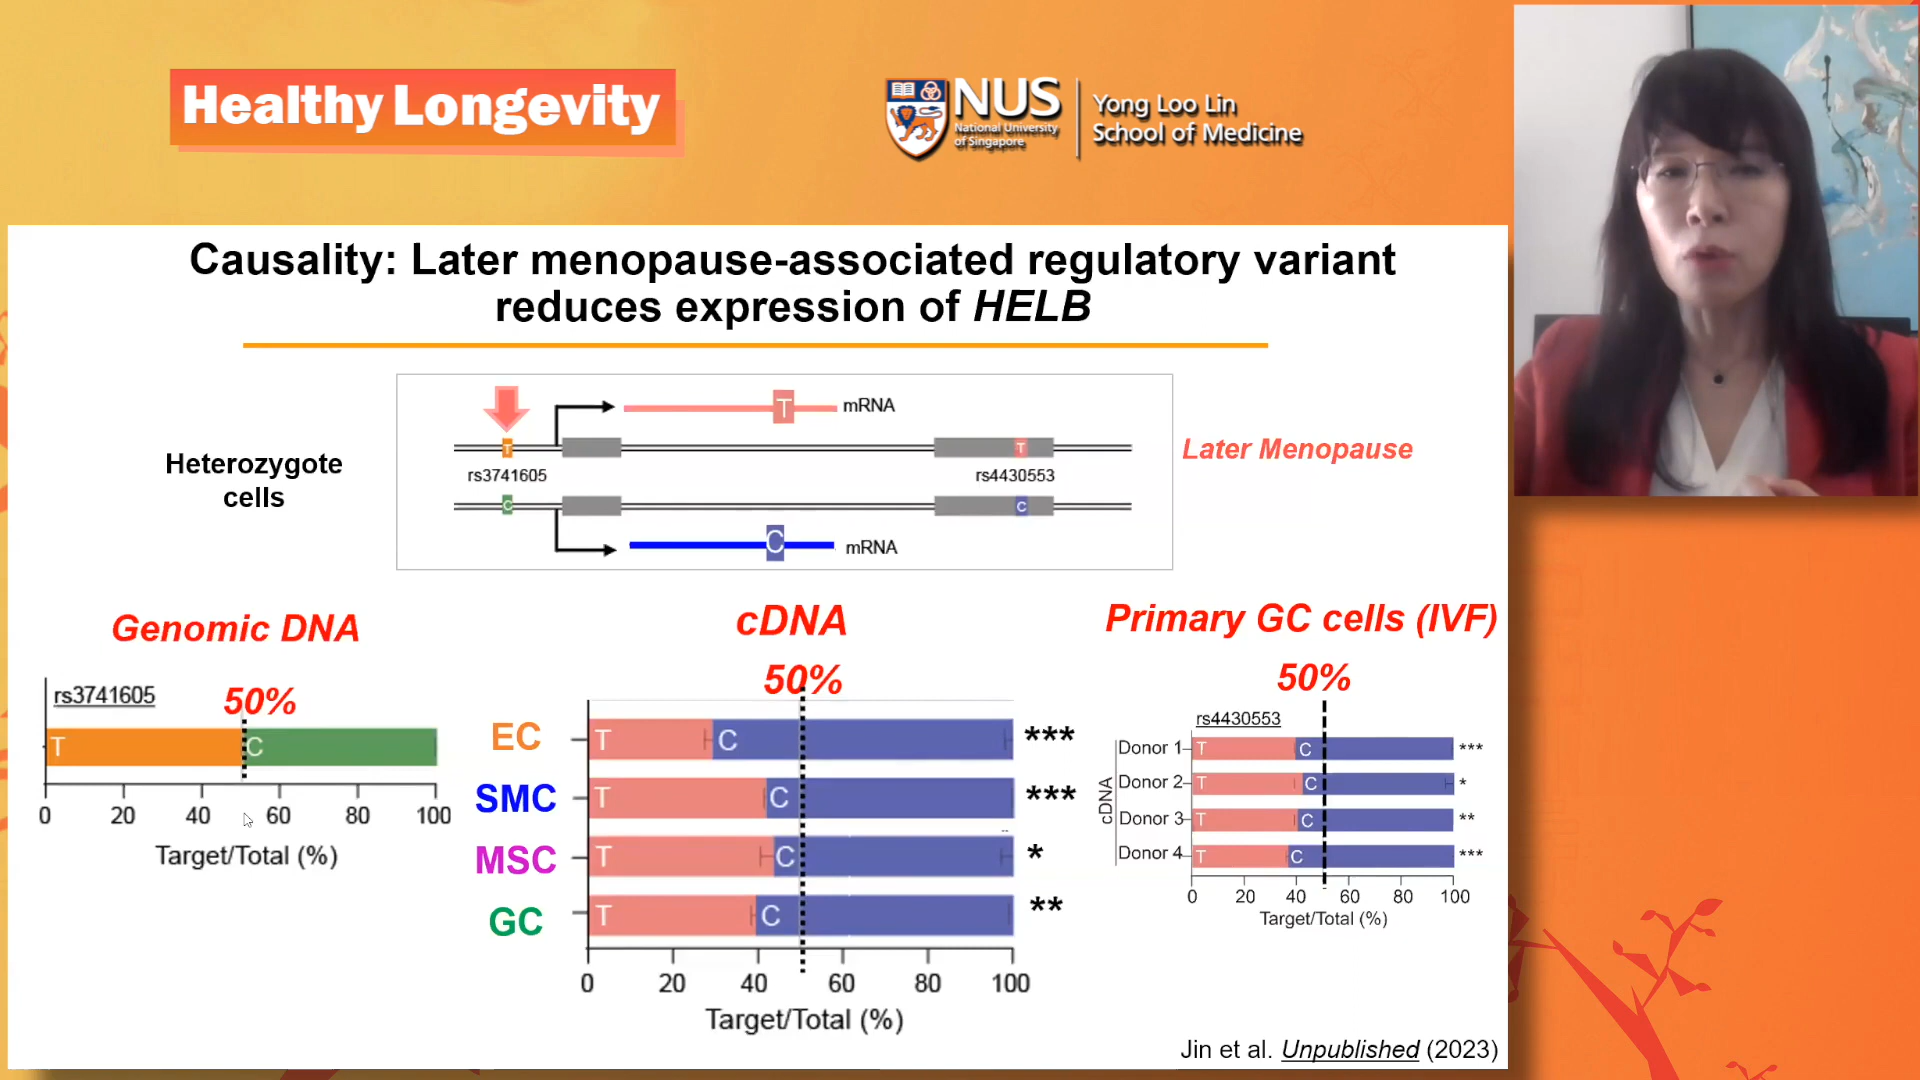 Healthy Longevity
NUS
National University
of Singapore
Yong Loo Lin
School of Medicine
Causality: Later menopause-associated regulatory variant
reduces expression of HELB
T
mRNA
T
T
rs3741605
rs4430553
C
C
C
mRNA
Heterozygote
cells
Later Menopause
Genomic DNA
rs3741605
50%
T
C
0 20 40 60 80 100
Target/Total (%)
cDNA
50%
EC T C ***
SMC T C ***
MSC T C *
GC T C **
0 20 40 60 80 100
Target/Total (%)
Primary GC cells (IVF)
50%
rs4430553
cDNA
Donor 1 T C ***
Donor 2 T C *
Donor 3 T C **
Donor 4 T C ***
0 20 40 60 80 100
Target/Total (%)
Jin et al. Unpublished (2023)